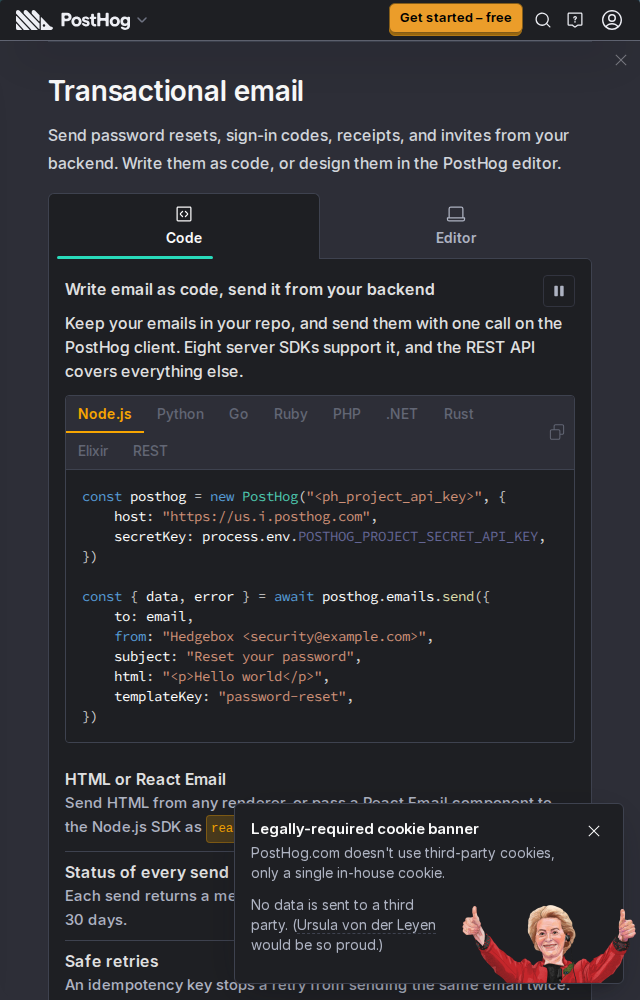 PostHog
Get started – free
Transactional email
Send password resets, sign-in codes, receipts, and invites from your
backend. Write them as code, or design them in the PostHog editor.
Code
Editor
Write email as code, send it from your backend
Keep your emails in your repo, and send them with one call on the
PostHog client. Eight server SDKs support it, and the REST API
covers everything else.
Node.js Python Go Ruby PHP .NET Rust
Elixir REST
const posthog = new PostHog("<ph_project_api_key>", {
    host: "https://us.i.posthog.com",
    secretKey: process.env.POSTHOG_PROJECT_SECRET_API_KEY,
})
const { data, error } = await posthog.emails.send({
    to: email,
    from: "Hedgebox <security@example.com>",
    subject: "Reset your password",
    html: "<p>Hello world</p>",
    templateKey: "password-reset",
})
HTML or React Email
Send HTML from any renderer, or pass a React Email component to
the Node.js SDK as rea
Status of every send
Each send returns a me
30 days.
Safe retries
An idempotency key stops a retry from sending the same email twice.
Legally-required cookie banner
PostHog.com doesn't use third-party cookies,
only a single in-house cookie.
No data is sent to a third
party. (Ursula von der Leyen
would be so proud.)